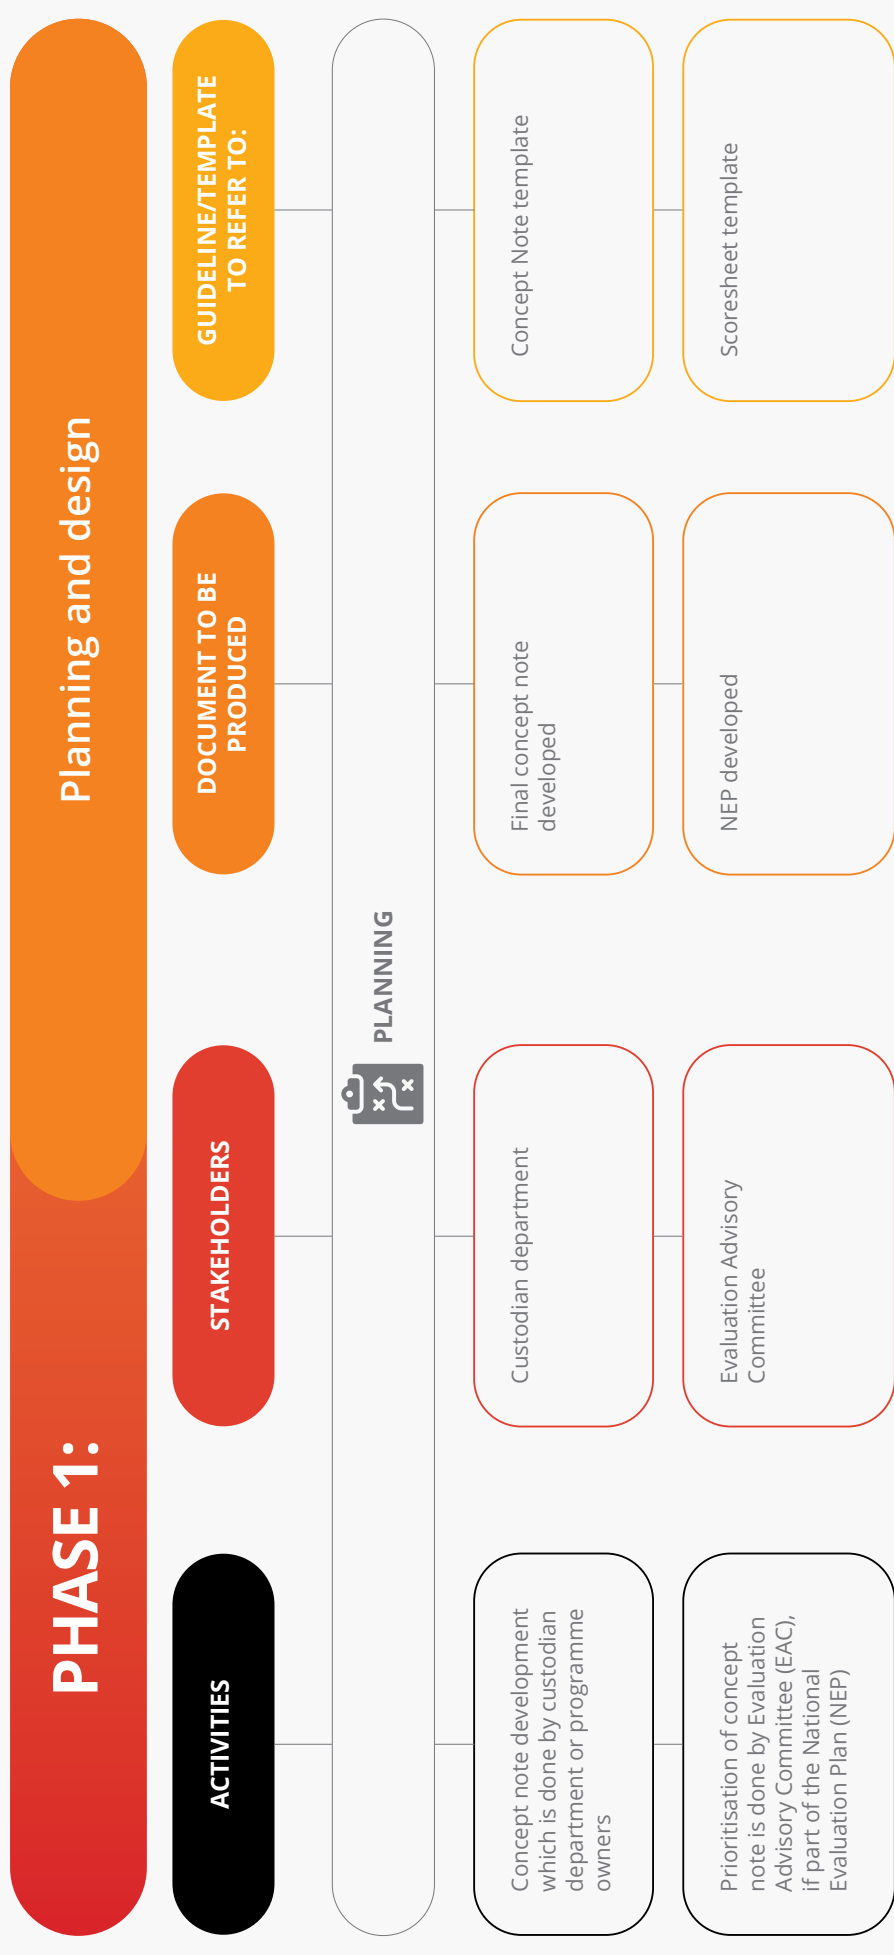 PHASE 1:
Planning and design
ACTIVITIES
STAKEHOLDERS
DOCUMENT TO BE
PRODUCED
GUIDELINE/TEMPLATE
TO REFER TO:
PLANNING
Concept note development
which is done by custodian
department or programme
owners
Custodian department
Final concept note
developed
Concept Note template
Prioritisation of concept
note is done by Evaluation
Advisory Committee (EAC),
if part of the National
Evaluation Plan (NEP)
Evaluation Advisory
Committee
NEP developed
Scoresheet template